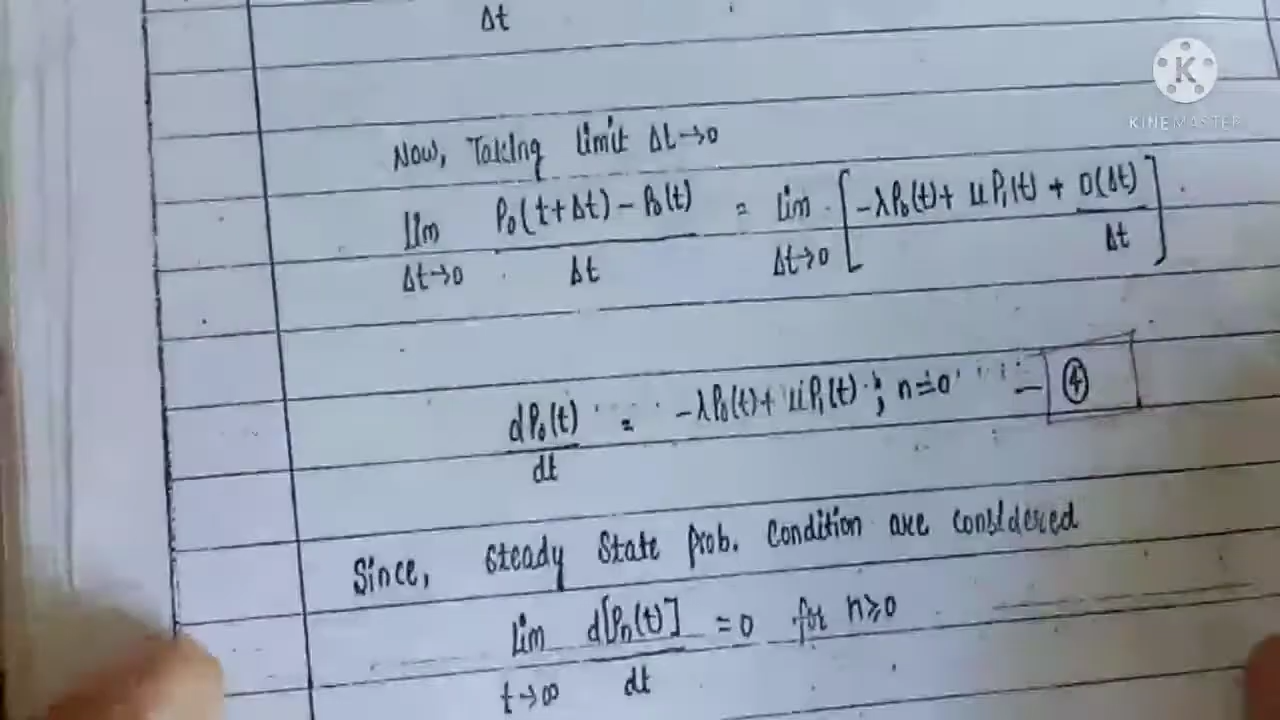 Δt
K
KINEMASTER
Now, Taking limit Δt→0
lim P₀(t+Δt) − P₀(t) = lim [−λP₀(t) + μP₁(t) + O(Δt)]
Δt→0 Δt Δt→0 Δt
dP₀(t) = −λP₀(t) + μP₁(t) ; n=0 — ④
dt
Since, steady state prob. condition are considered
lim d[Pₙ(t)] = 0 for n≥0
t→∞ dt